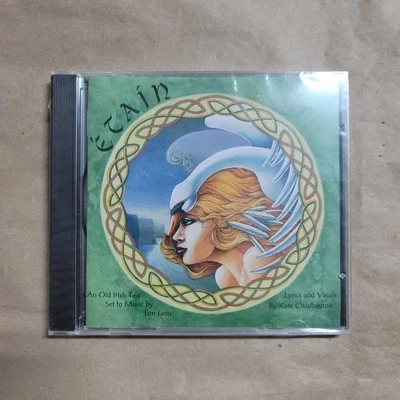 Étaín
An Old Irish Tale
Set to Music by
Lyrics and Vocals
By Kate Chadbourne